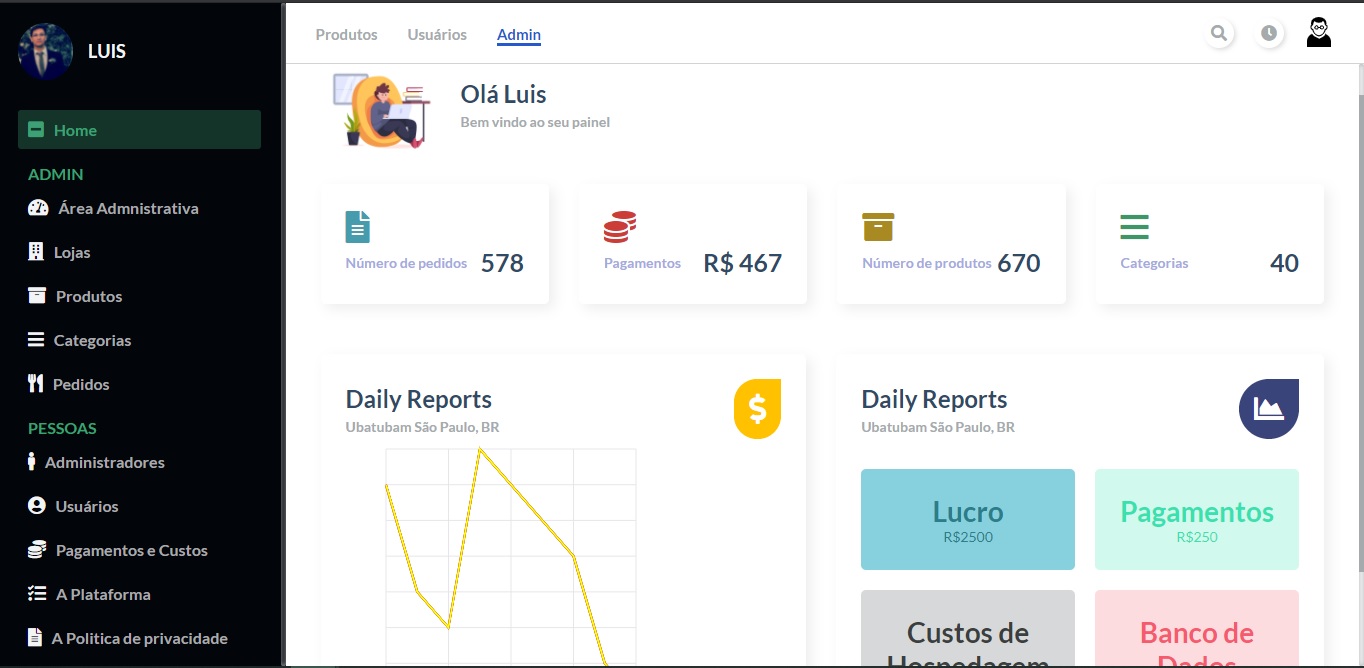 LUIS
Home
ADMIN
Área Admnistrativa
Lojas
Produtos
Categorias
Pedidos
PESSOAS
Administradores
Usuários
Pagamentos e Custos
A Plataforma
A Politica de privacidade
Produtos Usuários Admin
Olá Luis
Bem vindo ao seu painel
Número de pedidos 578
Pagamentos R$ 467
Número de produtos 670
Categorias 40
Daily Reports
Ubatubam São Paulo, BR
$
Daily Reports
Ubatubam São Paulo, BR
Lucro
R$2500
Pagamentos
R$250
Custos de
Hospedagem
Banco de
Dados